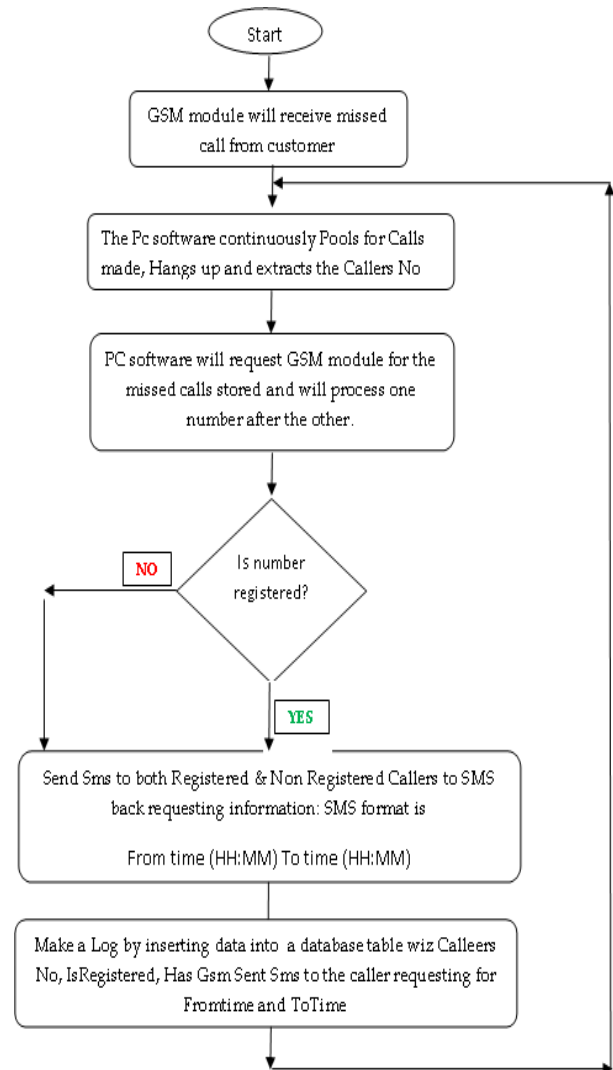 Start
GSM module will receive missed
call from customer
The Pc software continuously Pools for Calls
made, Hangs up and extracts the Callers No
PC software will request GSM module for the
missed calls stored and will process one
number after the other.
Is number
registered?
NO
YES
Send Sms to both Registered & Non Registered Callers to SMS
back requesting information: SMS format is
From time (HH:MM) To time (HH:MM)
Make a Log by inserting data into a database table wiz Calleers
No, IsRegistered, Has Gsm Sent Sms to the caller requesting for
Fromtime and ToTime